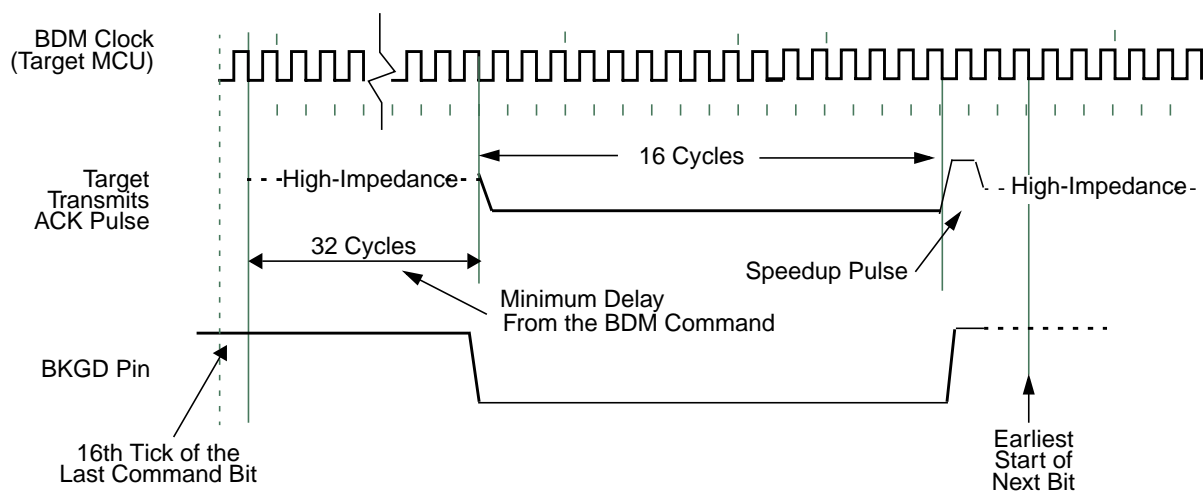 BDM Clock
(Target MCU)
16 Cycles
Target
Transmits
ACK Pulse
High-Impedance
High-Impedance
32 Cycles
Speedup Pulse
Minimum Delay
From the BDM Command
BKGD Pin
16th Tick of the
Last Command Bit
Earliest
Start of
Next Bit